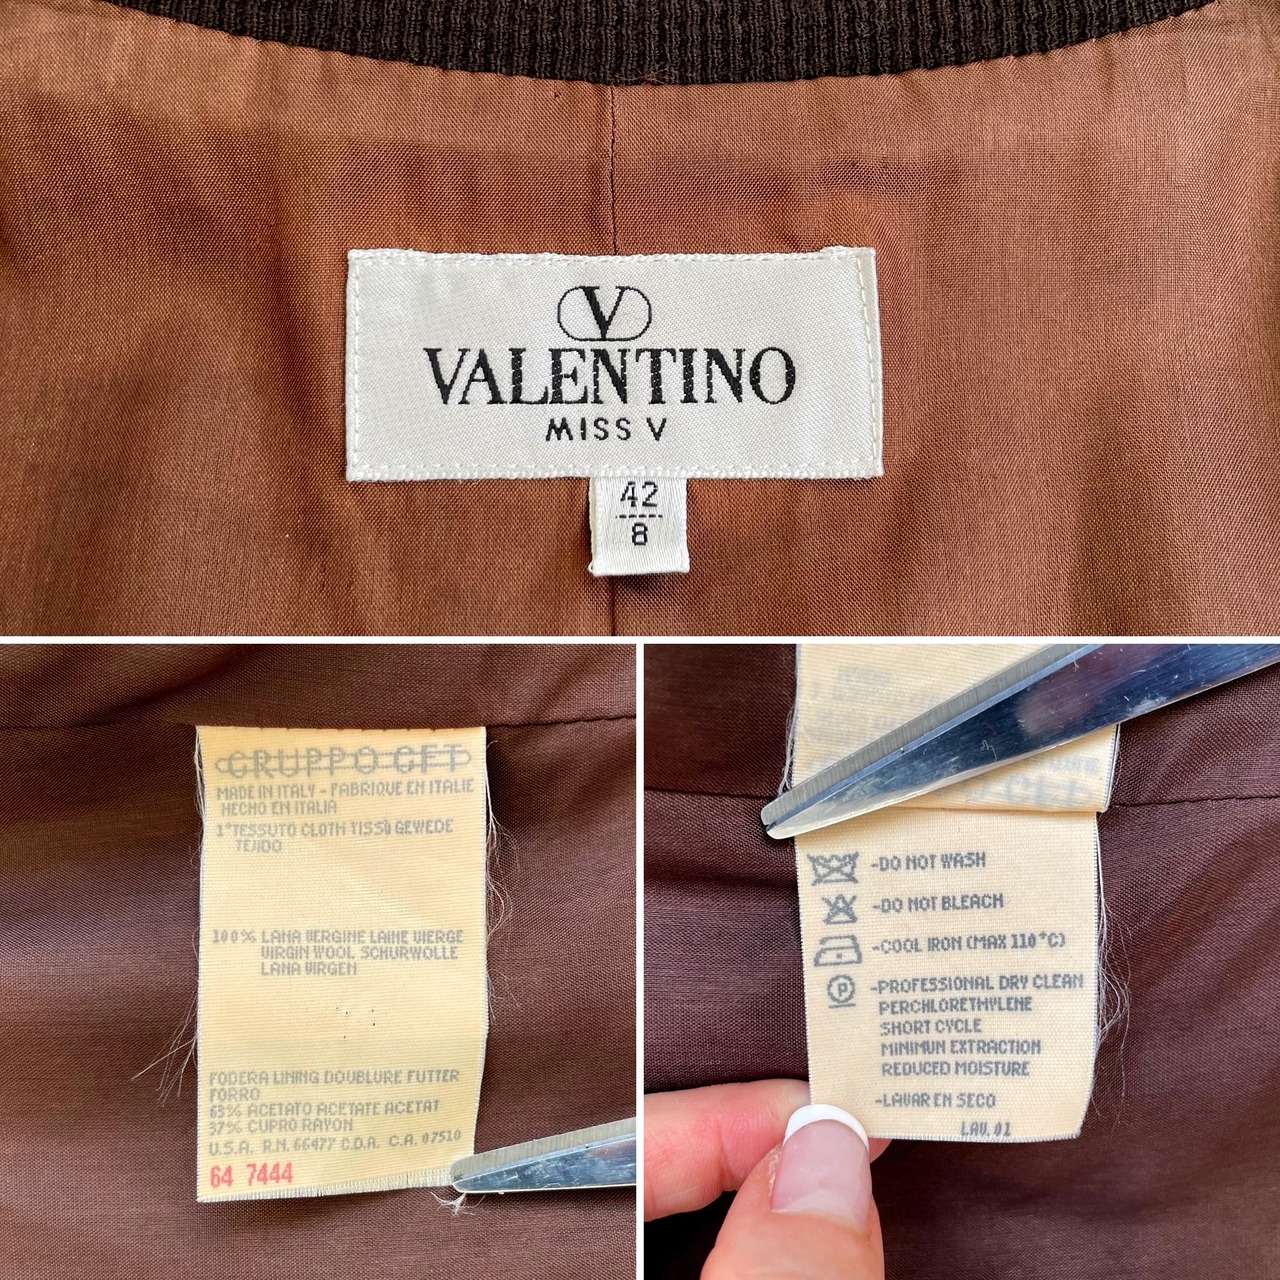 V
VALENTINO
MISS V
42
8
GRUPPO GFT
MADE IN ITALY - FABRIQUE EN ITALIE
HECHO EN ITALIA
1°TESSUTO CLOTH TISSÙ GEWEDE
TEJIDO
100% LANA VERGINE LAINE VIERGE
VIRGIN WOOL SCHURWOLLE
LANA VIRGEN
FODERA LINING DOUBLURE FUTTER
FORRO
63% ACETATO ACETATE ACETAT
37% CUPRO RAYON
U.S.A. R.N. 66477 C.D.A. C.A. 07510
64 7444
-DO NOT WASH
-DO NOT BLEACH
-COOL IRON (MAX 110°C)
P
-PROFESSIONAL DRY CLEAN
PERCHLORETHYLENE
SHORT CYCLE
MINIMUN EXTRACTION
REDUCED MOISTURE
-LAVAR EN SECO
LAV. 01